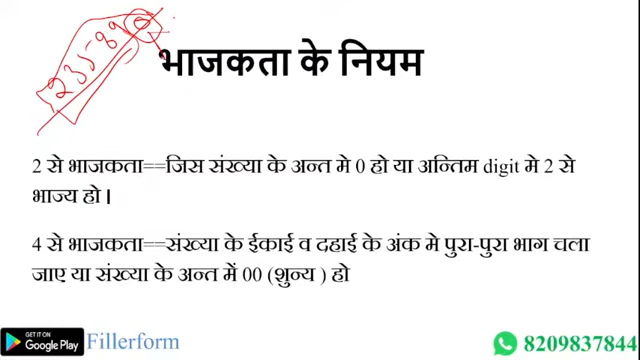 भाजकता के नियम
2 से भाजकता==जिस संख्या के अन्त मे 0 हो या अन्तिम digit मे 2 से
भाज्य हो।
4 से भाजकता==संख्या के ईकाई व दहाई के अंक मे पुरा-पुरा भाग चला
जाए या संख्या के अन्त में 00 (शुन्य ) हो
GET IT ON
Google Play
Fillerform
8209837844